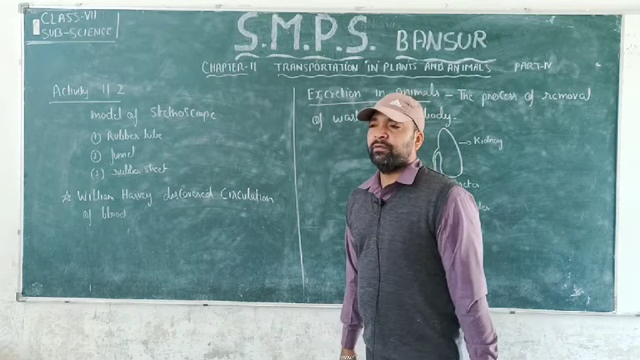 CLASS-VII
SUB-SCIENCE
S.M.P.S. BANSUR
CHAPTER-11 TRANSPORTATION IN PLANTS AND ANIMALS PART-IV
Activity 11.2
model of Stethoscope
① Rubber tube
② funnel
③ rubber sheet
☆ William Harvey discovered Circulation
of blood
Excretion in animals - The process of removal
of body:-
→ Kidney